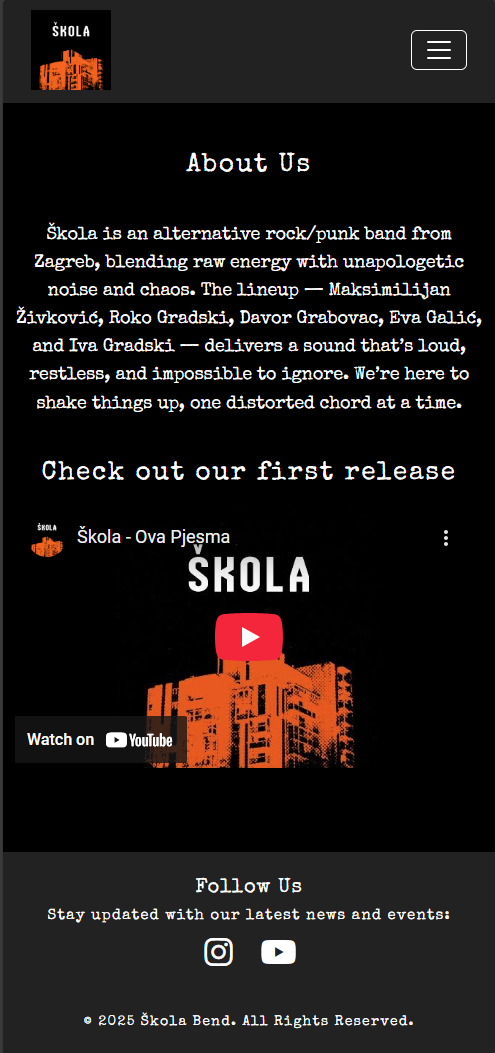 ŠKOLA
About Us
Škola is an alternative rock/punk band from
Zagreb, blending raw energy with unapologetic
noise and chaos. The lineup — Maksimilijan
Živković, Roko Gradski, Davor Grabovac, Eva Galić,
and Iva Gradski — delivers a sound that's loud,
restless, and impossible to ignore. We're here to
shake things up, one distorted chord at a time.
Check out our first release
ŠKOLA
Škola - Ova Pjesma
ŠKOLA
Watch on YouTube
Follow Us
Stay updated with our latest news and events:
© 2025 Škola Bend. All Rights Reserved.